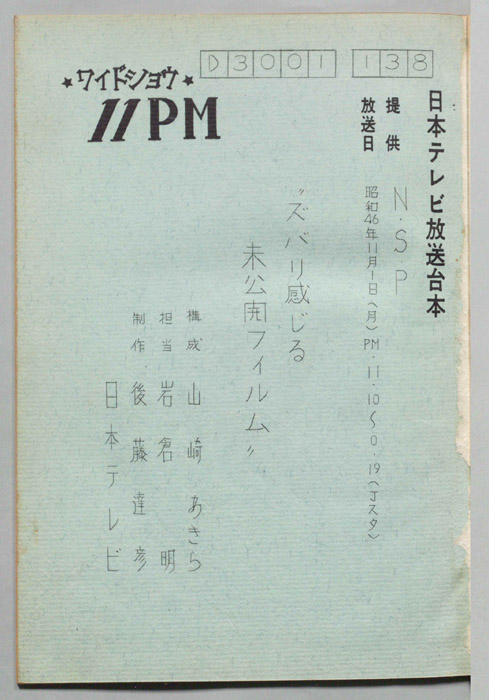 ★ワイドショウ★
11PM
D3001 138
日本テレビ放送台本
提供 N.S.P
放送日 昭和46年11月1日(月) PM.11.10〜0.19(Jスタ)
"ズバリ感じる
未公開フィルム"
構成 山崎あきら
担当 岩倉明
制作 後藤達彦
日本テレビ